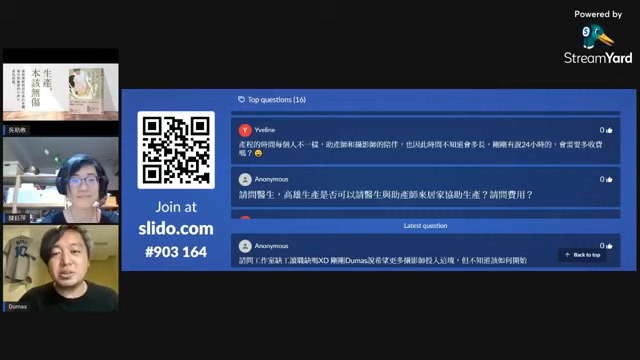 Powered by
StreamYard
生產，
本該無傷
吳助教
陳鈺萍
Dumas
Join at
slido.com
#903 164
Top questions (16)
Yveline
0
產程的時間每個人不一樣，助產師和攝影師的陪伴，也因此時間不知道會多長，剛剛有說24小時的，會需要多收費
嗎？
Anonymous
0
請問醫生，高雄生產是否可以請醫生與助產師來居家協助生產？請問費用？
Latest question
Anonymous
0
請問工作室缺工讀職缺嗎XD 剛剛Dumas說希望更多攝影師投入這塊，但不知道該如何開始
Back to top